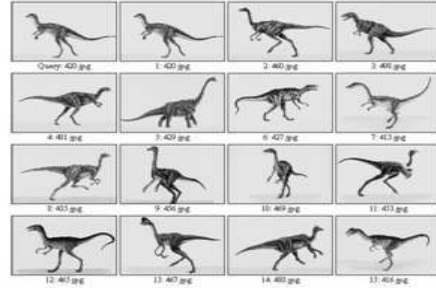 Query: 420.jpg
1: 420.jpg
2: 460.jpg
3: 498.jpg
4: 481.jpg
5: 429.jpg
6: 427.jpg
7: 413.jpg
8: 405.jpg
9: 456.jpg
10: 469.jpg
11: 453.jpg
12: 465.jpg
13: 467.jpg
14: 480.jpg
15: 416.jpg